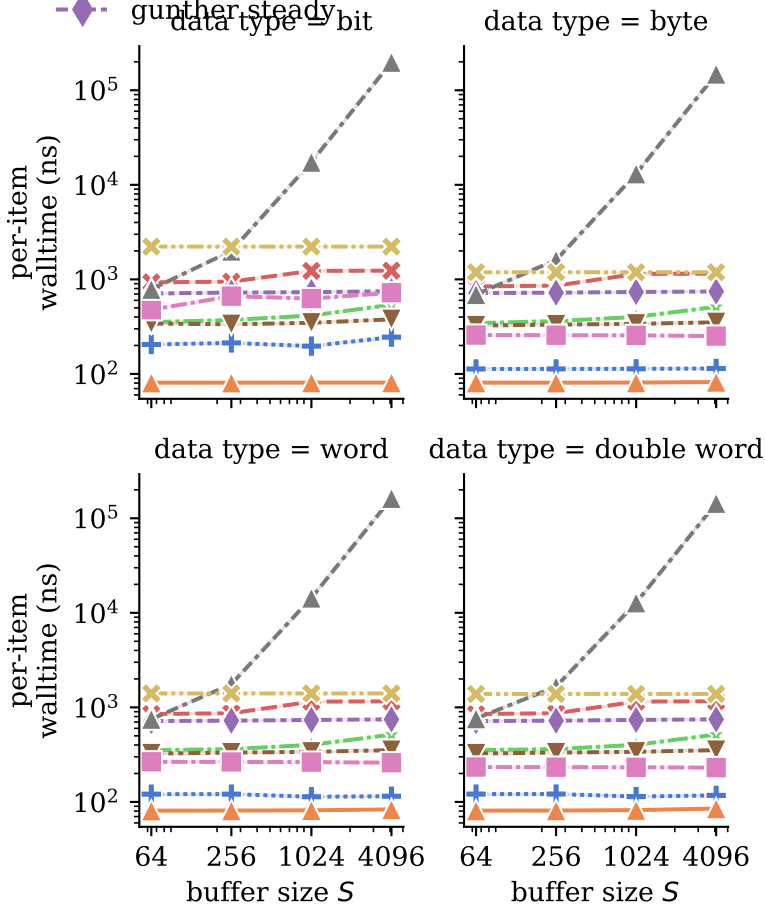 gunther steady
data type = bit
data type = byte
per-item
walltime (ns)
10⁵
10⁴
10³
10²
data type = word
data type = double word
per-item
walltime (ns)
10⁵
10⁴
10³
10²
64 256 1024 4096
64 256 1024 4096
buffer size S
buffer size S